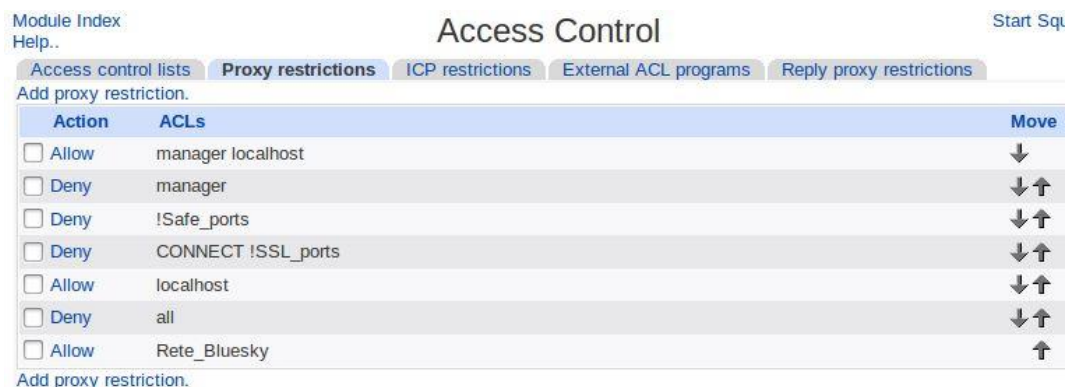 Module Index
Help..
Access Control
Start Squ
Access control lists Proxy restrictions ICP restrictions External ACL programs Reply proxy restrictions
Add proxy restriction.
Action ACLs Move
Allow manager localhost
Deny manager
Deny !Safe_ports
Deny CONNECT !SSL_ports
Allow localhost
Deny all
Allow Rete_Bluesky
Add proxy restriction.